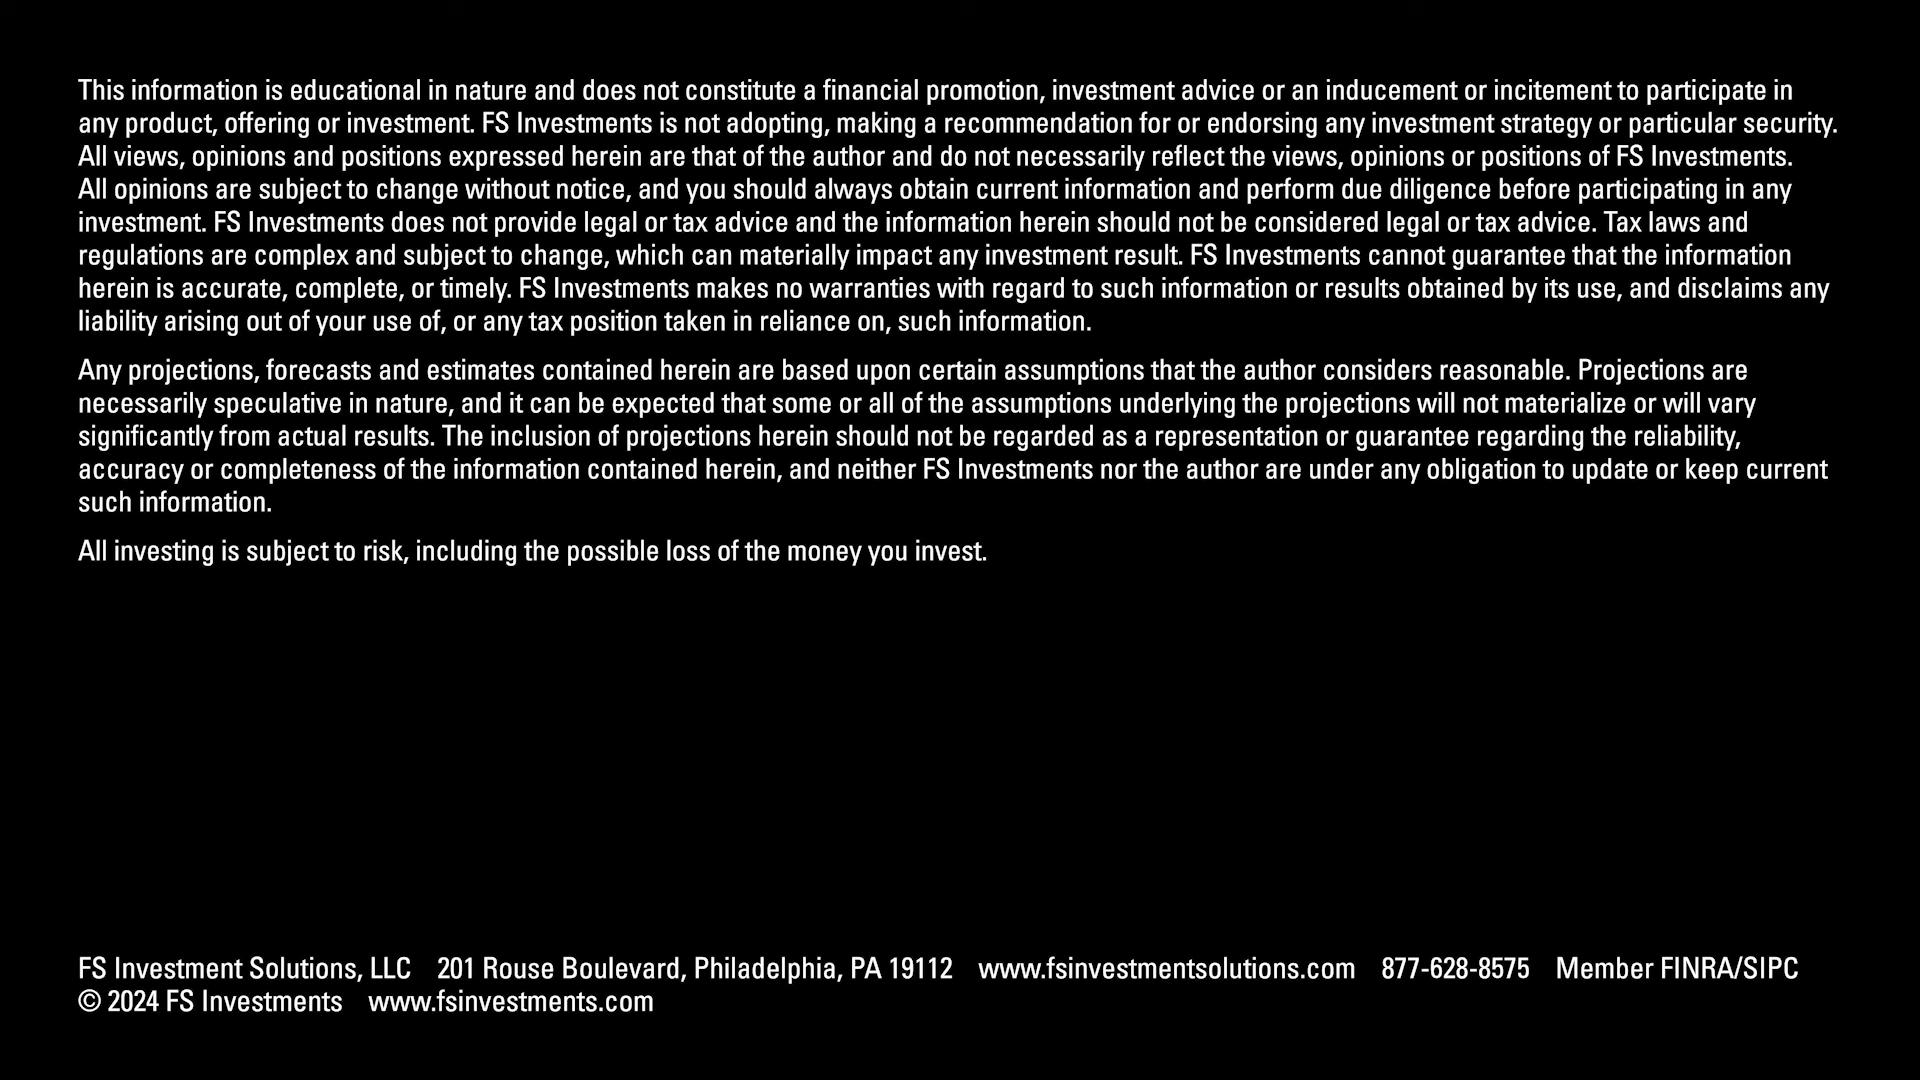 This information is educational in nature and does not constitute a financial promotion, investment advice or an inducement or incitement to participate in
any product, offering or investment. FS Investments is not adopting, making a recommendation for or endorsing any investment strategy or particular security.
All views, opinions and positions expressed herein are that of the author and do not necessarily reflect the views, opinions or positions of FS Investments.
All opinions are subject to change without notice, and you should always obtain current information and perform due diligence before participating in any
investment. FS Investments does not provide legal or tax advice and the information herein should not be considered legal or tax advice. Tax laws and
regulations are complex and subject to change, which can materially impact any investment result. FS Investments cannot guarantee that the information
herein is accurate, complete, or timely. FS Investments makes no warranties with regard to such information or results obtained by its use, and disclaims any
liability arising out of your use of, or any tax position taken in reliance on, such information.
Any projections, forecasts and estimates contained herein are based upon certain assumptions that the author considers reasonable. Projections are
necessarily speculative in nature, and it can be expected that some or all of the assumptions underlying the projections will not materialize or will vary
significantly from actual results. The inclusion of projections herein should not be regarded as a representation or guarantee regarding the reliability,
accuracy or completeness of the information contained herein, and neither FS Investments nor the author are under any obligation to update or keep current
such information.
All investing is subject to risk, including the possible loss of the money you invest.
FS Investment Solutions, LLC 201 Rouse Boulevard, Philadelphia, PA 19112 www.fsinvestmentsolutions.com 877-628-8575 Member FINRA/SIPC
© 2024 FS Investments www.fsinvestments.com